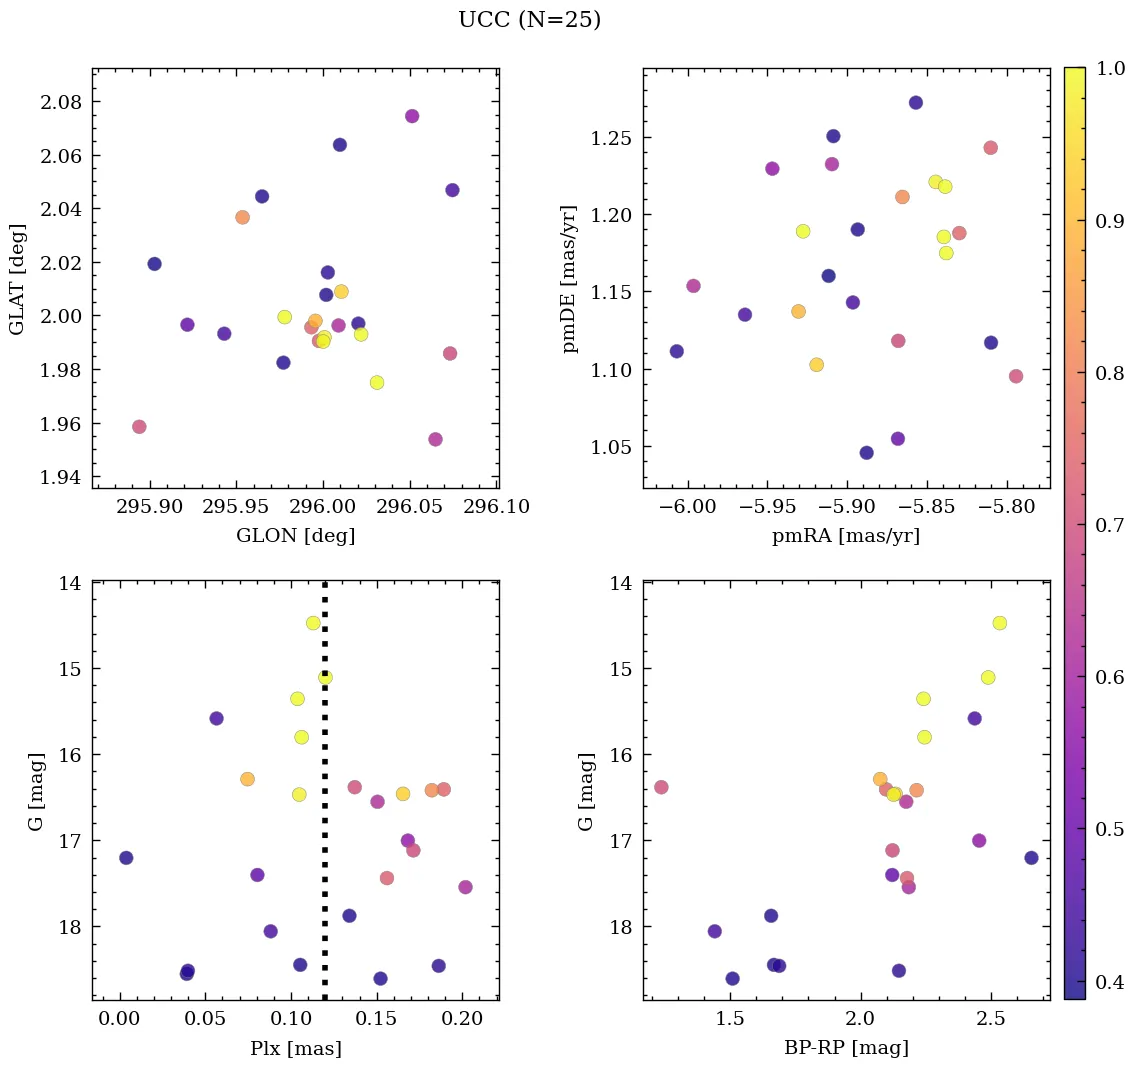 UCC (N=25)
2.08
2.06
2.04
2.02
2.00
1.98
1.96
1.94
GLAT [deg]
295.90 295.95 296.00 296.05 296.10
GLON [deg]
1.25
1.20
1.15
1.10
1.05
pmDE [mas/yr]
−6.00 −5.95 −5.90 −5.85 −5.80
pmRA [mas/yr]
14
15
16
17
18
G [mag]
0.00 0.05 0.10 0.15 0.20
Plx [mas]
14
15
16
17
18
G [mag]
1.5 2.0 2.5
BP-RP [mag]
1.0
0.9
0.8
0.7
0.6
0.5
0.4